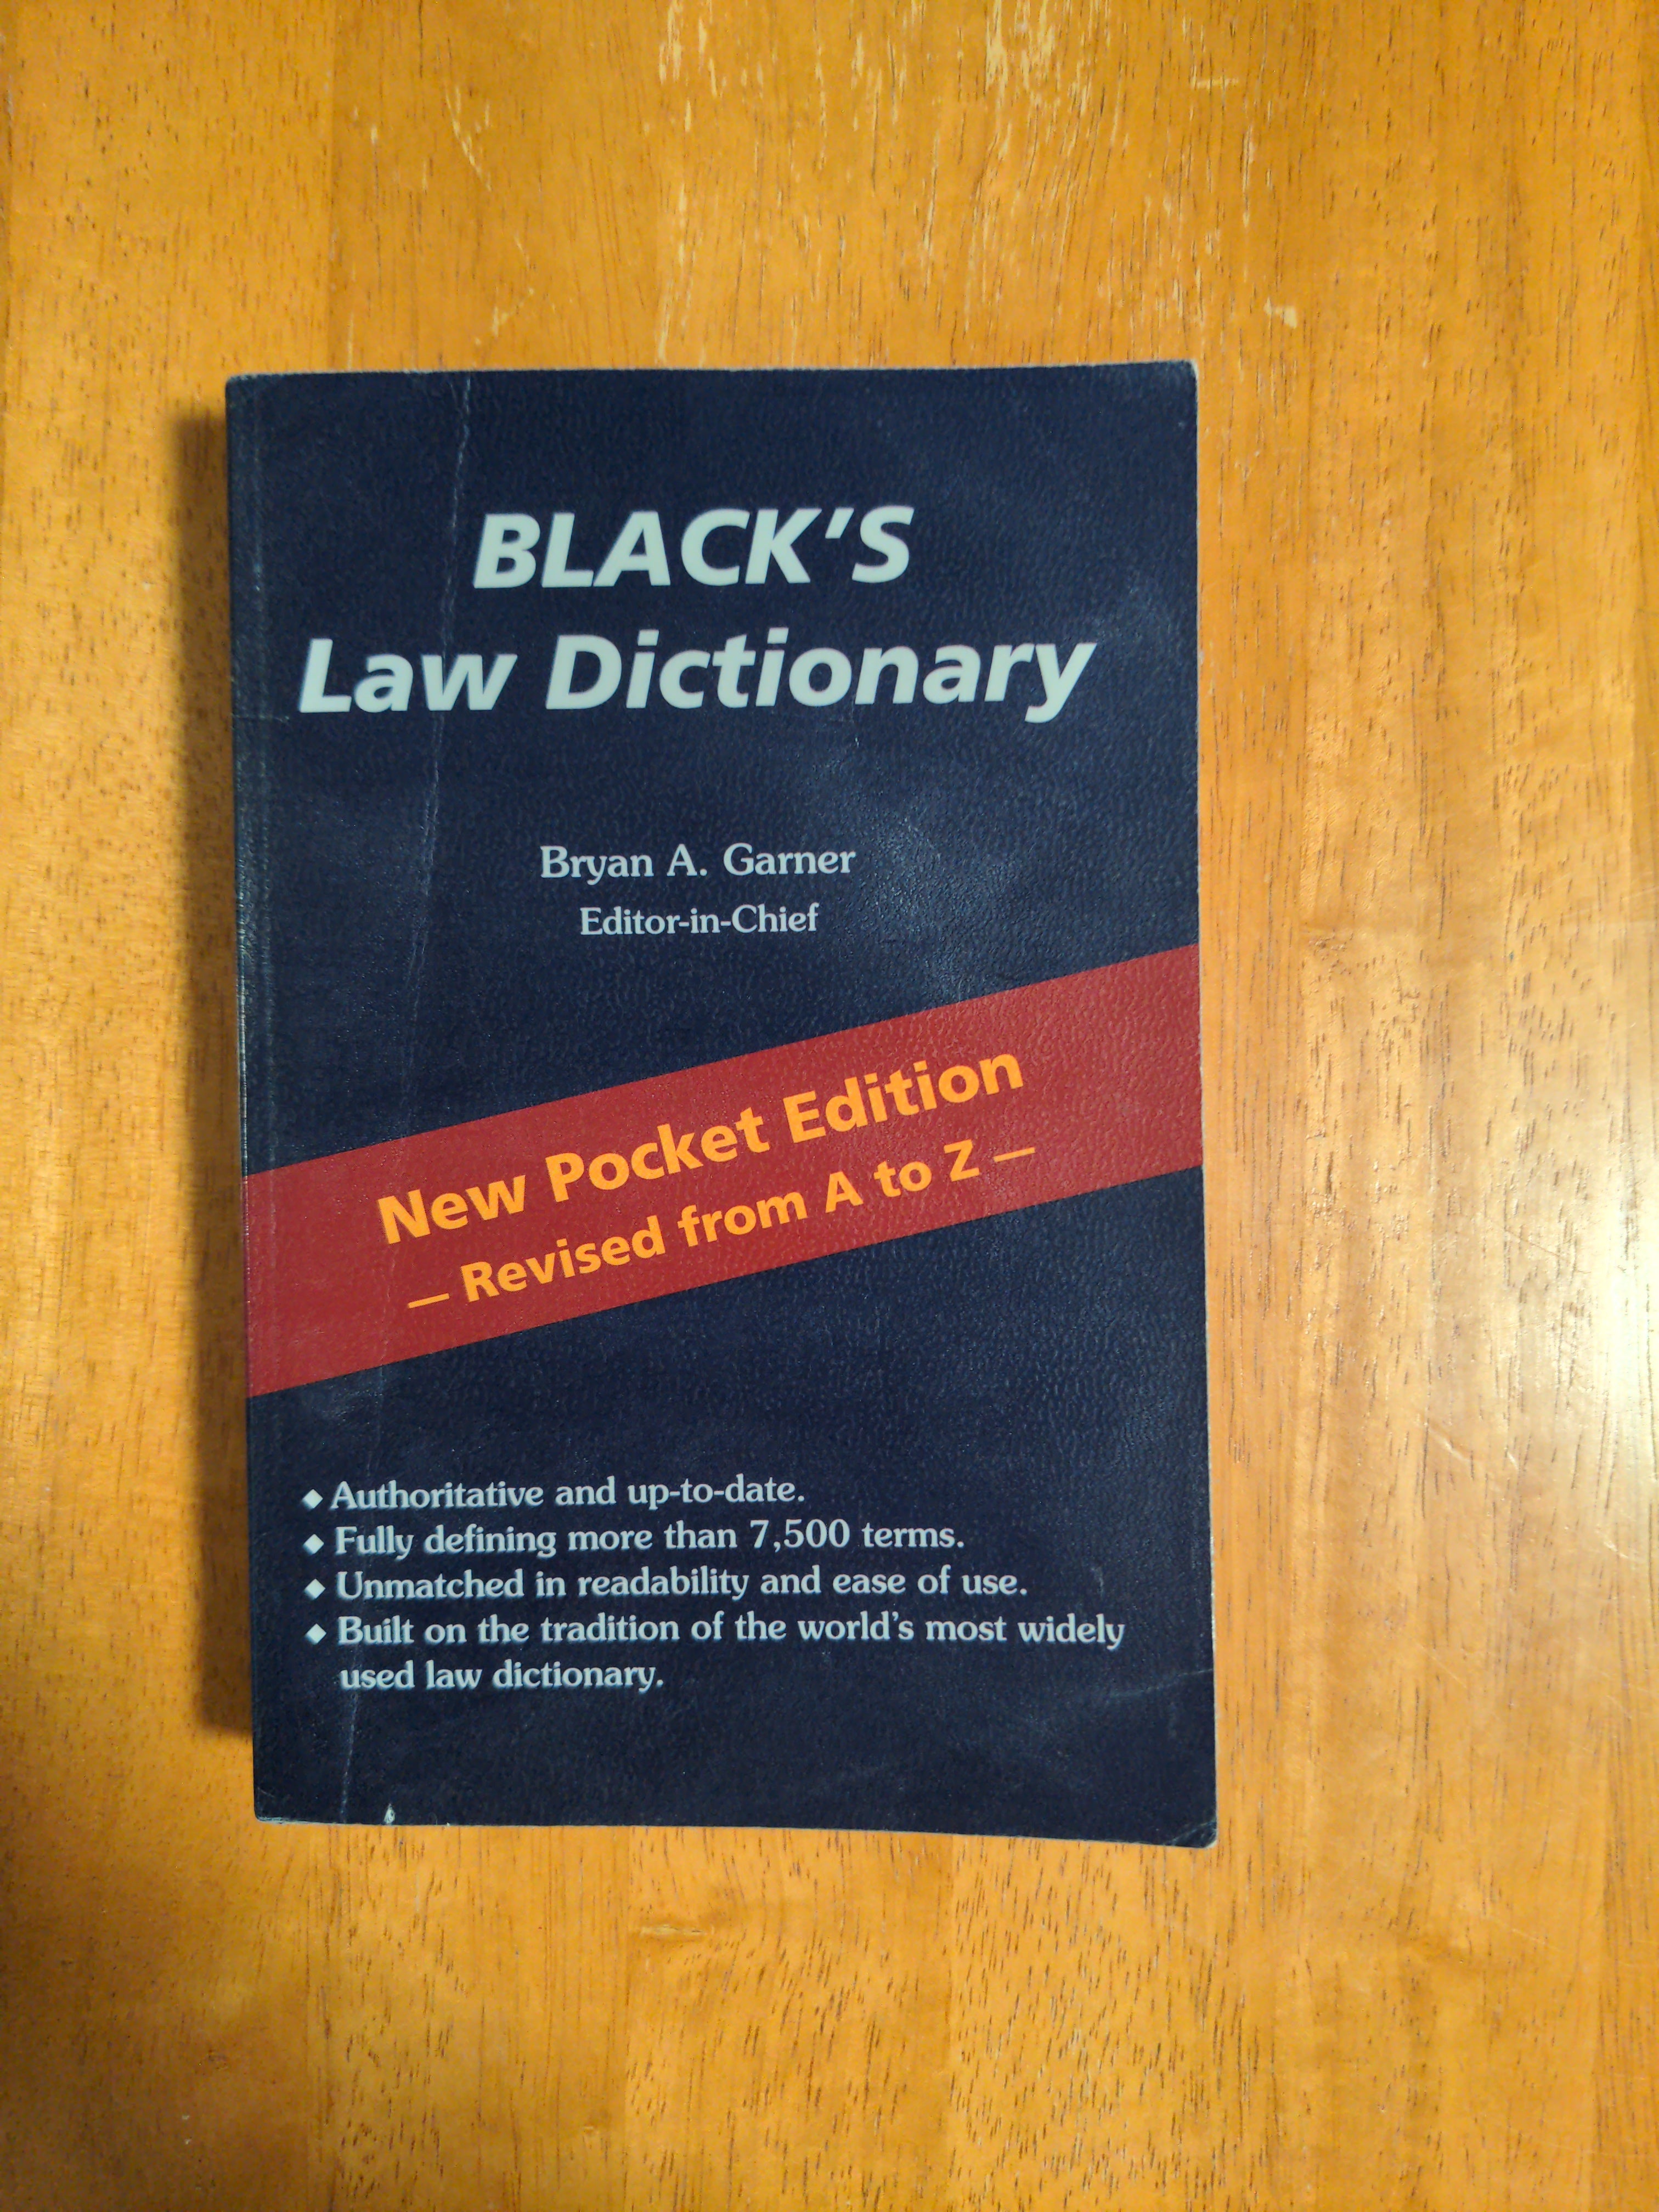 BLACK'S
Law Dictionary
Bryan A. Garner
Editor-in-Chief
New Pocket Edition
— Revised from A to Z —
◆ Authoritative and up-to-date.
◆ Fully defining more than 7,500 terms.
◆ Unmatched in readability and ease of use.
◆ Built on the tradition of the world's most widely
used law dictionary.